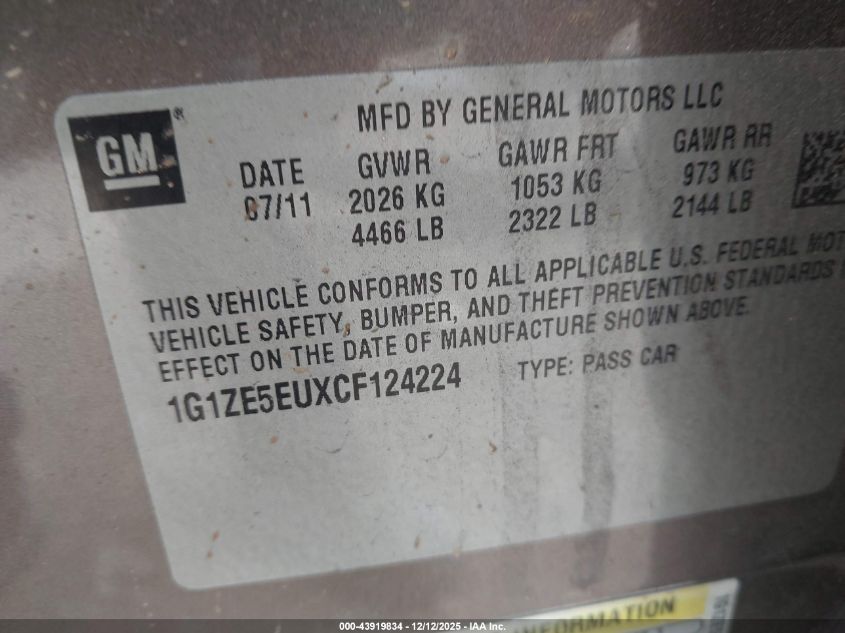 GM
®
MFD BY GENERAL MOTORS LLC
DATE GVWR GAWR FRT GAWR RR
07/11 2026 KG 1053 KG 973 KG
4466 LB 2322 LB 2144 LB
THIS VEHICLE CONFORMS TO ALL APPLICABLE U.S. FEDERAL MOT
VEHICLE SAFETY, BUMPER, AND THEFT PREVENTION STANDARDS
EFFECT ON THE DATE OF MANUFACTURE SHOWN ABOVE.
1G1ZE5EUXCF124224 TYPE: PASS CAR
FORMATION
000-43919834 - 12/12/2025 - IAA Inc.